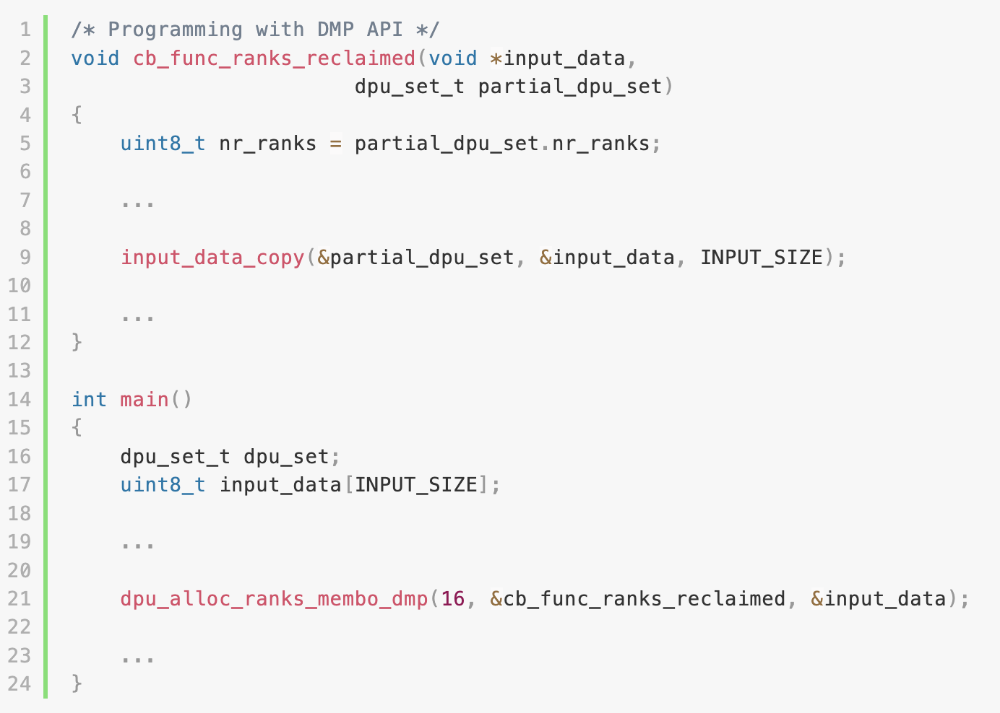 1 /* Programming with DMP API */
2 void cb_func_ranks_reclaimed(void *input_data,
3                        dpu_set_t partial_dpu_set)
4 {
5     uint8_t nr_ranks = partial_dpu_set.nr_ranks;
6
7     ...
8
9     input_data_copy(&partial_dpu_set, &input_data, INPUT_SIZE);
10
11     ...
12 }
13
14 int main()
15 {
16     dpu_set_t dpu_set;
17     uint8_t input_data[INPUT_SIZE];
18
19     ...
20
21     dpu_alloc_ranks_membo_dmp(16, &cb_func_ranks_reclaimed, &input_data);
22
23     ...
24 }